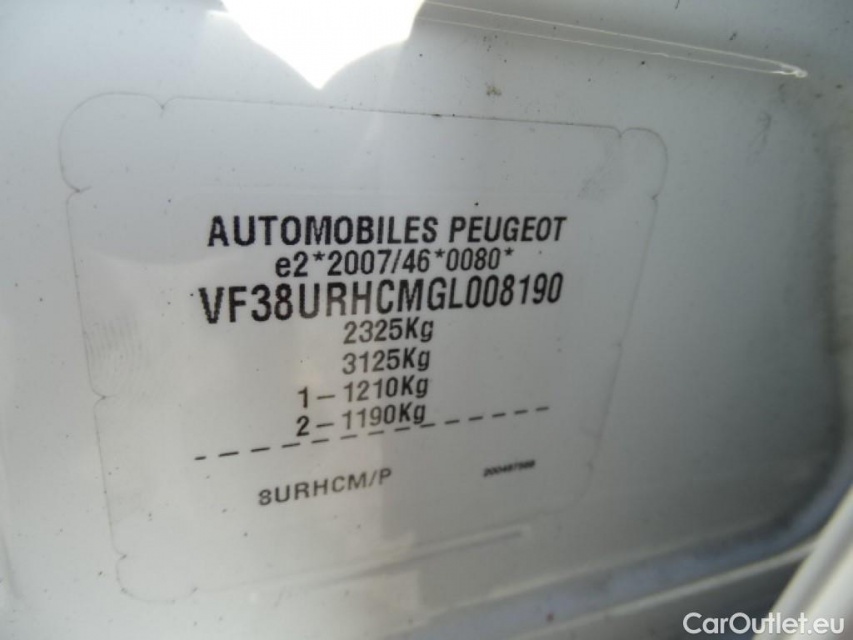 AUTOMOBILES PEUGEOT
e2*2007/46*0080*
VF38URHCMGL008190
2325Kg
3125Kg
1-1210Kg
2-1190Kg
8URHCM/P
CarOutlet.eu